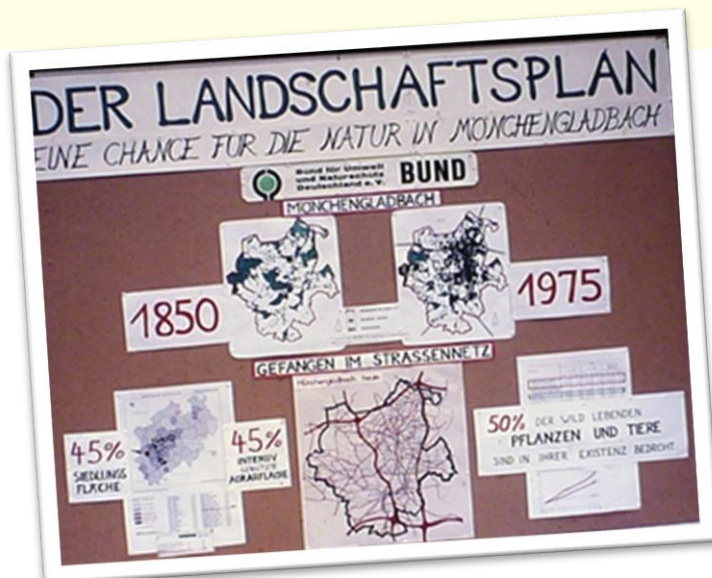 DER LANDSCHAFTSPLAN
EINE CHANCE FÜR DIE NATUR IN MÖNCHENGLADBACH
Bund für Umwelt
und Naturschutz
Deutschland e.V.
BUND
MÖNCHENGLADBACH
1850
1975
GEFANGEN IM STRASSENNETZ
Mönchengladbach heute
45%
SIEDLUNGS
FLÄCHE
45%
INTENSIV
GENUTZTE
AGRARFLÄCHE
50% DER WILD LEBENDEN
PFLANZEN UND TIERE
SIND IN IHRER EXISTENZ BEDROHT